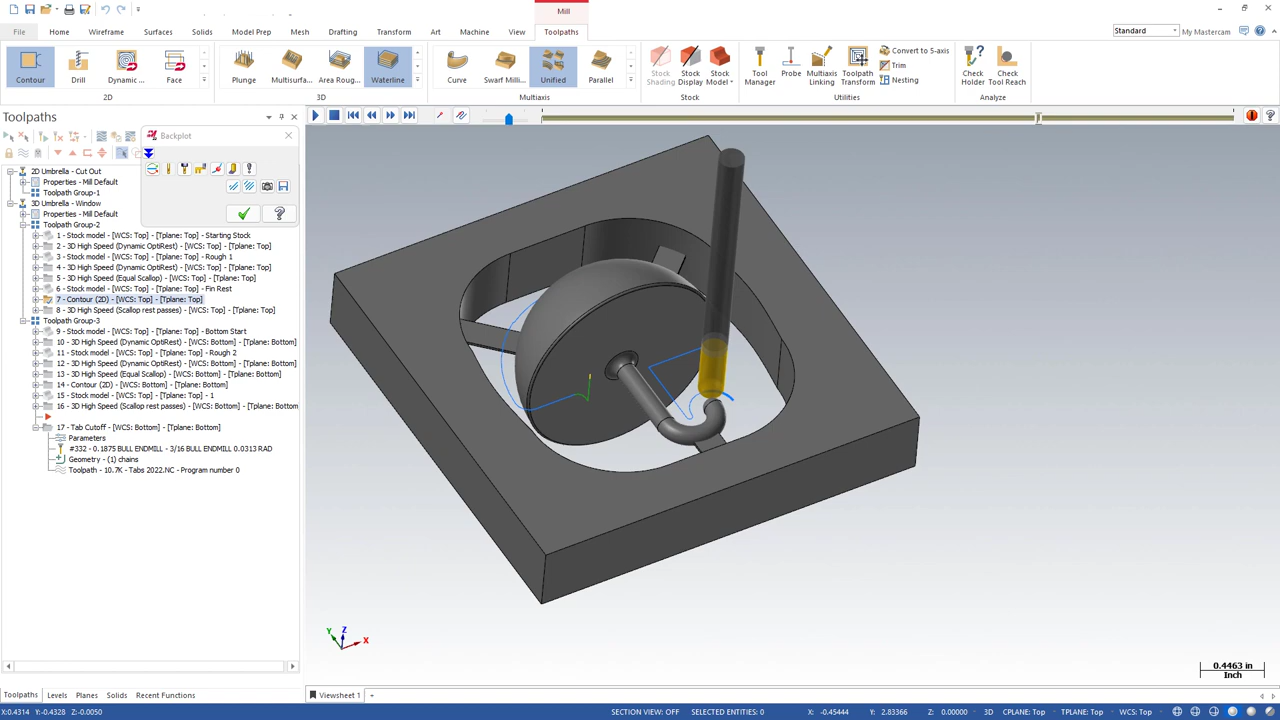 Mill
File Home Wireframe Surfaces Solids Model Prep Mesh Drafting Transform Art Machine View Toolpaths
Standard My Mastercam
Contour Drill Dynamic ... Face
Plunge Multisurfa... Area Roug... Waterline
Curve Swarf Milli... Unified Parallel
Stock Shading Stock Display Stock Model
Tool Manager Probe Multiaxis Linking Toolpath Transform
Convert to 5-axis
Trim
Nesting
Check Holder Check Tool Reach
2D 3D Multiaxis Stock Utilities Analyze
Toolpaths
Backplot
2D Umbrella - Cut Out
Properties - Mill Default
Toolpath Group-1
3D Umbrella - Window
Properties - Mill Default
Toolpath Group-2
1 - Stock model - [WCS: Top] - [Tplane: Top] - Starting Stock
2 - 3D High Speed (Dynamic OptiRest) - [WCS: Top] - [Tplane: Top]
3 - Stock model - [WCS: Top] - [Tplane: Top] - Rough 1
4 - 3D High Speed (Dynamic OptiRest) - [WCS: Top] - [Tplane: Top]
5 - 3D High Speed (Equal Scallop) - [WCS: Top] - [Tplane: Top]
6 - Stock model - [WCS: Top] - [Tplane: Top] - Fin Rest
7 - Contour (2D) - [WCS: Top] - [Tplane: Top]
8 - 3D High Speed (Scallop rest passes) - [WCS: Top] - [Tplane: Top]
Toolpath Group-3
9 - Stock model - [WCS: Top] - [Tplane: Top] - Bottom Start
10 - 3D High Speed (Dynamic OptiRest) - [WCS: Top] - [Tplane: Bottom]
11 - Stock model - [WCS: Top] - [Tplane: Top] - Rough 2
12 - 3D High Speed (Dynamic OptiRest) - [WCS: Top] - [Tplane: Bottom]
13 - 3D High Speed (Equal Scallop) - [WCS: Top] - [Tplane: Bottom]
14 - Contour (2D) - [WCS: Bottom] - [Tplane: Bottom]
15 - Stock model - [WCS: Top] - [Tplane: Top] - 1
16 - 3D High Speed (Scallop rest passes) - [WCS: Top] - [Tplane: Bottom]
17 - Tab Cutoff - [WCS: Bottom] - [Tplane: Bottom]
Parameters
#332 - 0.1875 BULL ENDMILL - 3/16 BULL ENDMILL 0.0313 RAD
Geometry - (1) chains
Toolpath - 10.7K - Tabs 2022.NC - Program number 0
Y Z X
0.4463 in
Inch
Toolpaths Levels Planes Solids Recent Functions
Viewsheet 1 +
X:0.4314 Y:-0.4328 Z:-0.0050 SECTION VIEW: OFF SELECTED ENTITIES: 0 X: -0.45444 Y: 2.83366 Z: 0.00000 3D CPLANE: Top TPLANE: Top WCS: Top